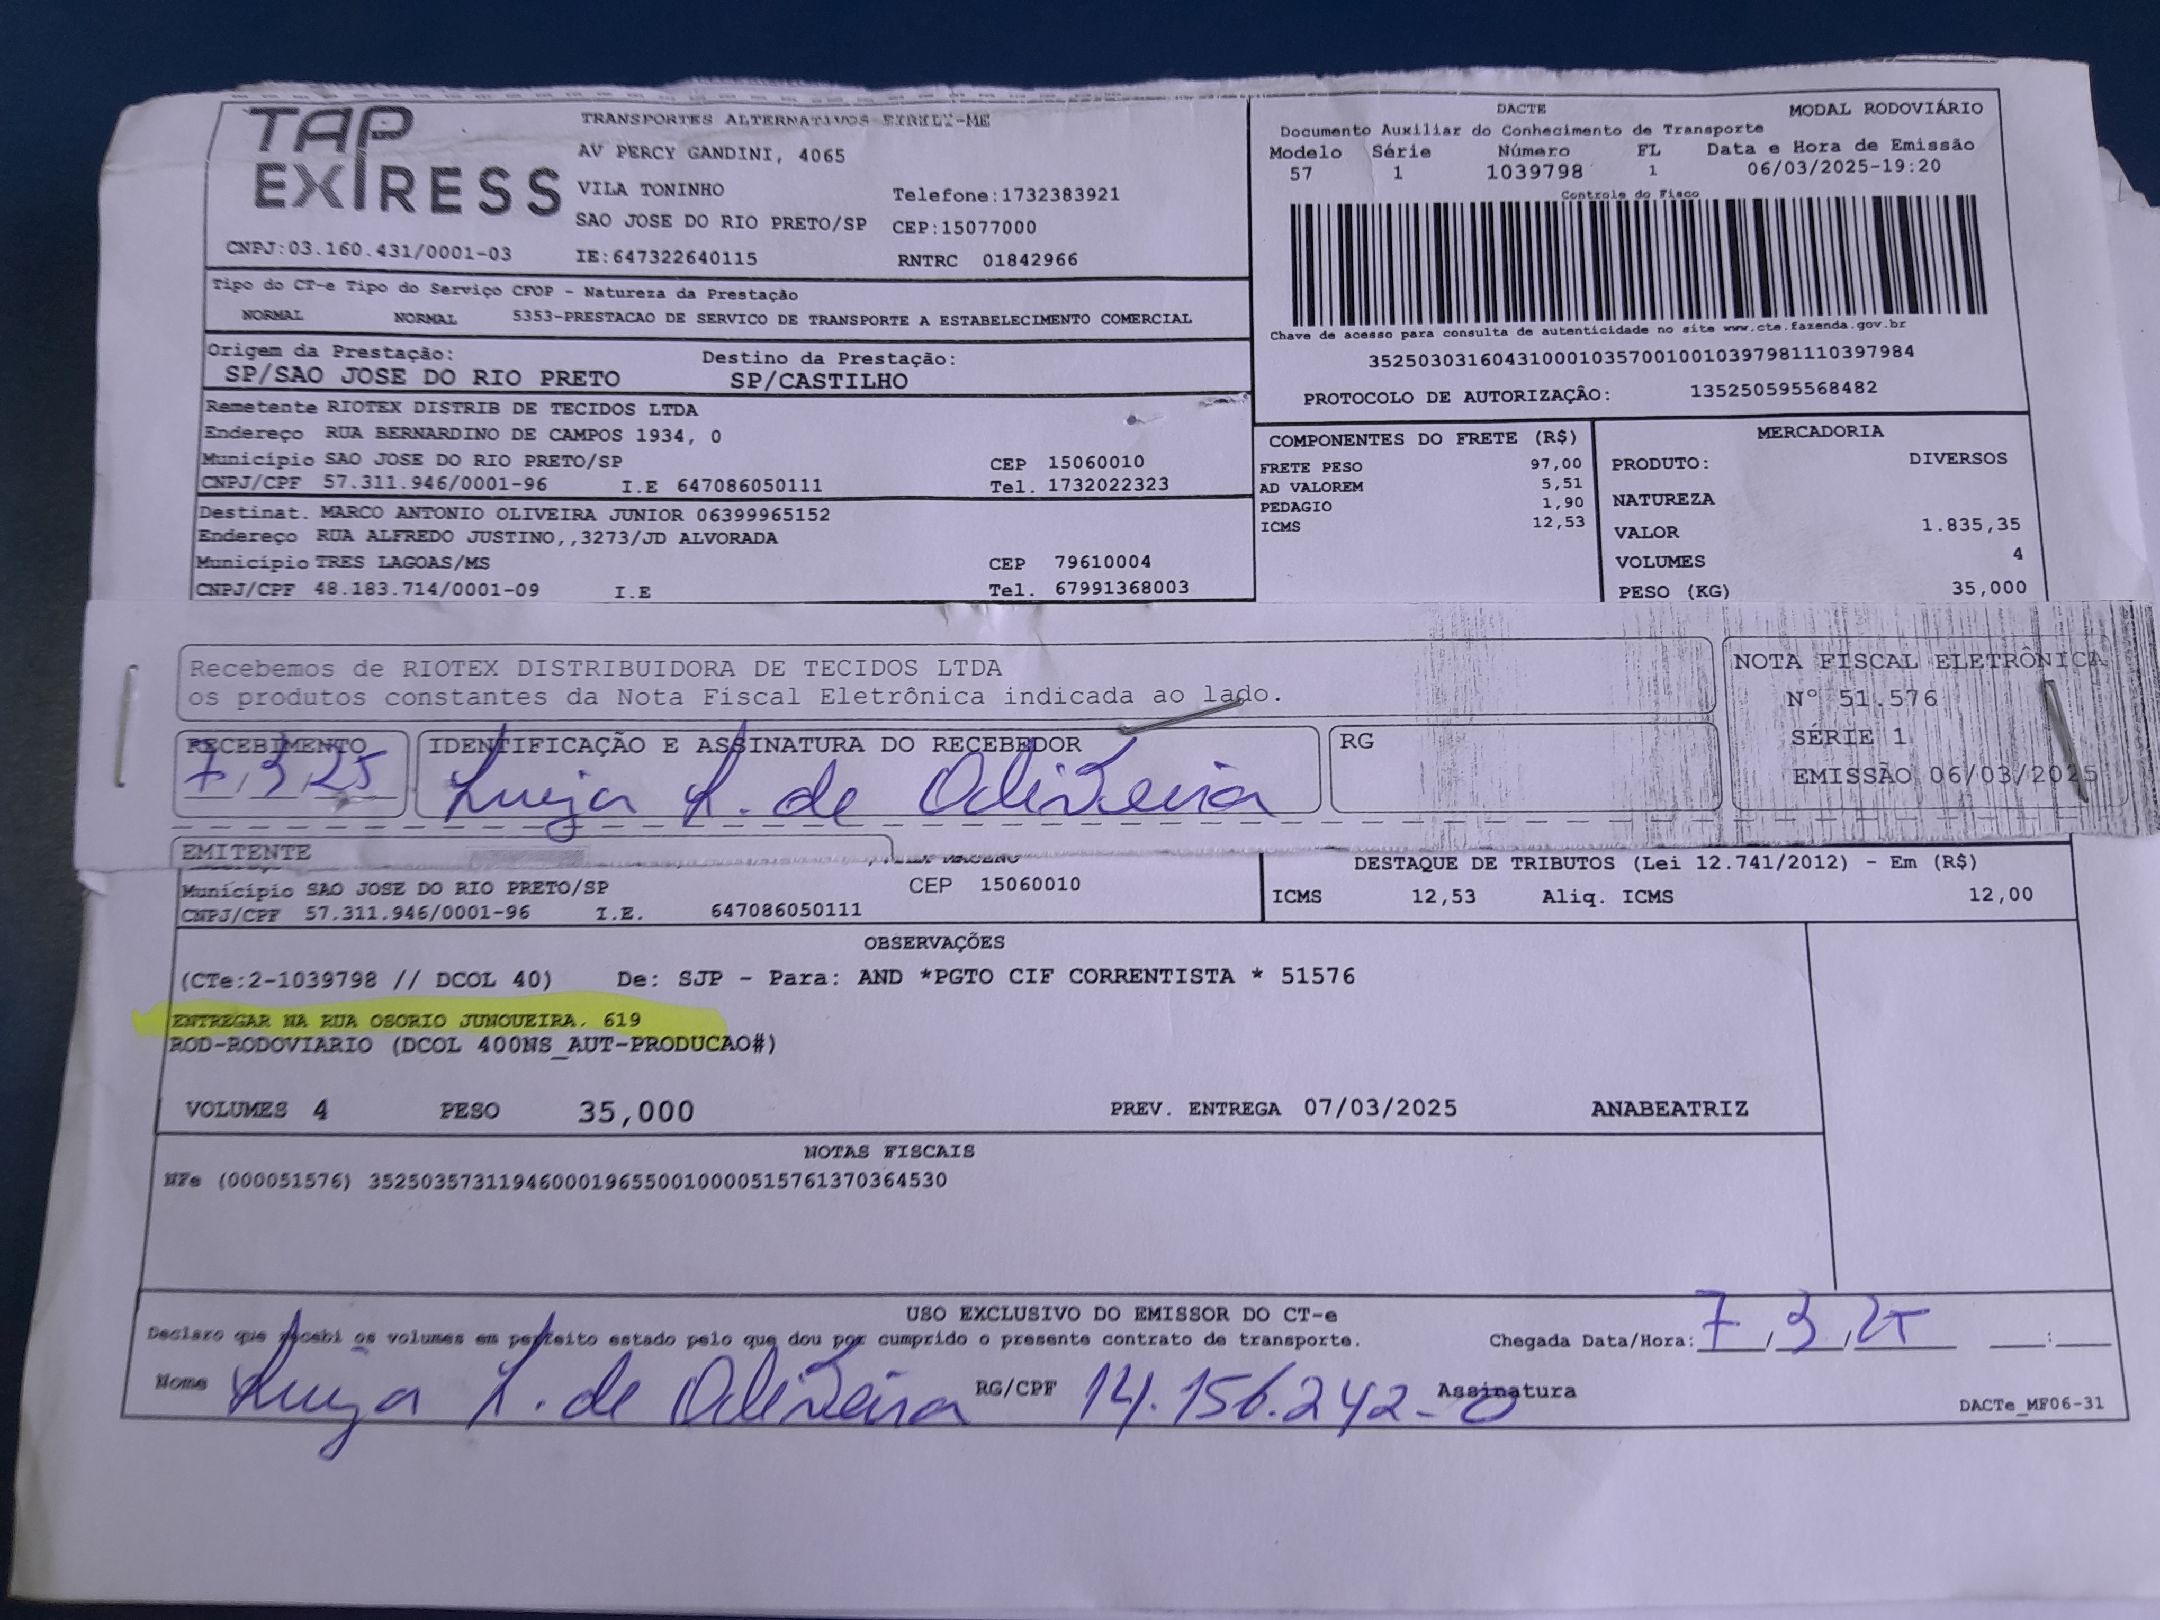 TAP EXPRESS
TRANSPORTES ALTERNATIVOS EIRELI-ME
AV PERCY GANDINI, 4065
VILA TONINHO Telefone:1732383921
SAO JOSE DO RIO PRETO/SP CEP:15077000
CNPJ:03.160.431/0001-03 IE:647322640115 RNTRC 01842966
DACTE MODAL RODOVIÁRIO
Documento Auxiliar do Conhecimento de Transporte
Modelo Série Número FL Data e Hora de Emissão
57 1 1039798 1 06/03/2025-19:20
Controle do Fisco
Chave de acesso para consulta de autenticidade no site www.cte.fazenda.gov.br
35250303160431000103570010010397981110397984
PROTOCOLO DE AUTORIZAÇÂO: 135250595568482
Tipo do CT-e Tipo do Serviço CFOP - Natureza da Prestação
NORMAL NORMAL 5353-PRESTACAO DE SERVICO DE TRANSPORTE A ESTABELECIMENTO COMERCIAL
Origem da Prestação: Destino da Prestação:
SP/SAO JOSE DO RIO PRETO SP/CASTILHO
Remetente RIOTEX DISTRIB DE TECIDOS LTDA
Endereço RUA BERNARDINO DE CAMPOS 1934, 0
Município SAO JOSE DO RIO PRETO/SP CEP 15060010
CNPJ/CPF 57.311.946/0001-96 I.E 647086050111 Tel. 1732022323
Destinat. MARCO ANTONIO OLIVEIRA JUNIOR 06399965152
Endereço RUA ALFREDO JUSTINO,,3273/JD ALVORADA
Município TRES LAGOAS/MS CEP 79610004
CNPJ/CPF 48.183.714/0001-09 I.E Tel. 67991368003
COMPONENTES DO FRETE (R$)
FRETE PESO 97,00
AD VALOREM 5,51
PEDAGIO 1,90
ICMS 12,53
MERCADORIA
PRODUTO: DIVERSOS
NATUREZA
VALOR 1.835,35
VOLUMES 4
PESO (KG) 35,000
Recebemos de RIOTEX DISTRIBUIDORA DE TECIDOS LTDA
os produtos constantes da Nota Fiscal Eletrônica indicada ao lado.
NOTA FISCAL ELETRÔNICA
Nº 51.576
SÉRIE 1
EMISSÃO 06/03/2025
RECEBIMENTO IDENTIFICAÇÃO E ASSINATURA DO RECEBEDOR RG
7 3 25 Luiza L. de Oliveira
EMITENTE
Município SAO JOSE DO RIO PRETO/SP CEP 15060010
CNPJ/CPF 57.311.946/0001-96 I.E. 647086050111
DESTAQUE DE TRIBUTOS (Lei 12.741/2012) - Em (R$)
ICMS 12,53 Aliq. ICMS 12,00
OBSERVAÇÕES
(CTe:2-1039798 // DCOL 40) De: SJP - Para: AND *PGTO CIF CORRENTISTA * 51576
ENTREGAR NA RUA OSORIO JUNQUEIRA, 619
ROD-RODOVIARIO (DCOL 400NS_AUT-PRODUCAO#)
VOLUMES 4 PESO 35,000 PREV. ENTREGA 07/03/2025 ANABEATRIZ
NOTAS FISCAIS
NFe (000051576) 35250357311946000196550010000515761370364530
USO EXCLUSIVO DO EMISSOR DO CT-e
Declaro que recebi os volumes em perfeito estado pelo que dou por cumprido o presente contrato de transporte. Chegada Data/Hora: 7/3/25 :
Nome Luiza L. de Oliveira RG/CPF 14.156.242-0 Assinatura
DACTe_MF06-31